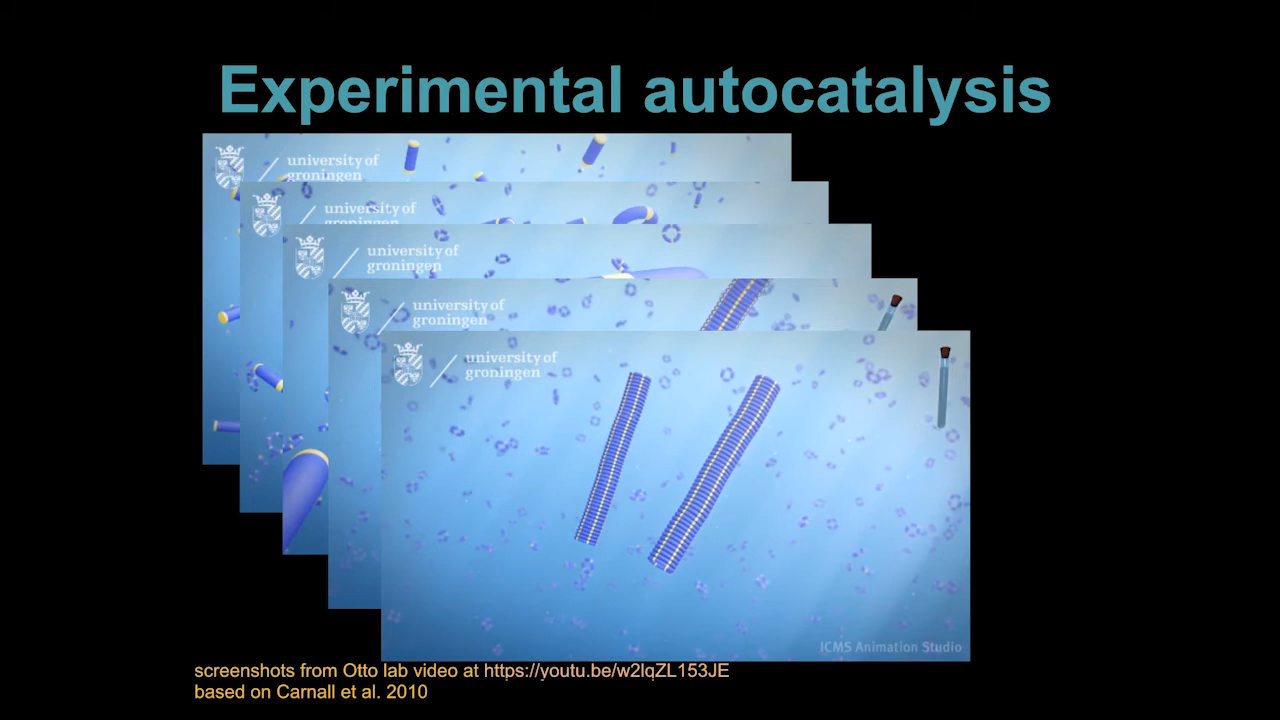 Experimental autocatalysis
university of
groningen
university of
groningen
university of
groningen
university of
groningen
university of
groningen
ICMS Animation Studio
screenshots from Otto lab video at https://youtu.be/w2lqZL153JE
based on Carnall et al. 2010